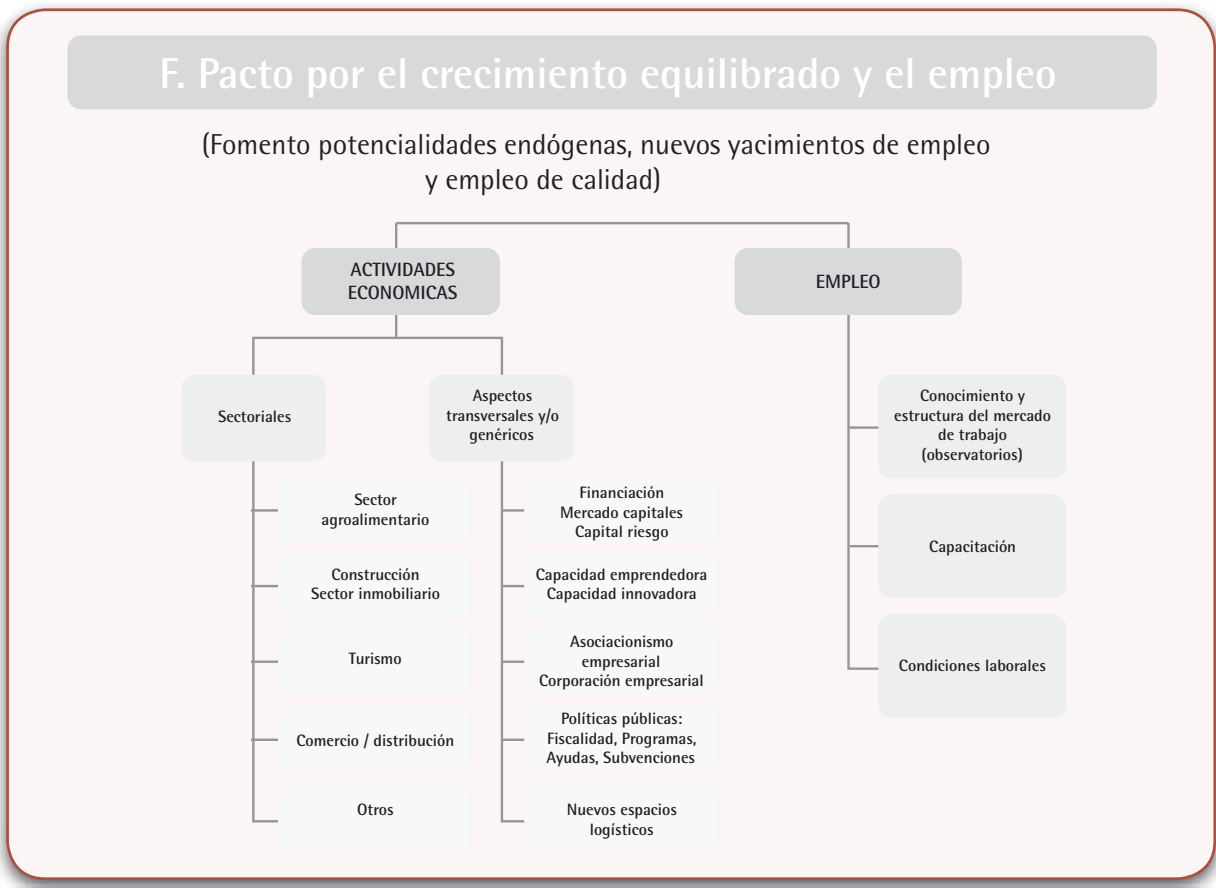 F. Pacto por el crecimiento equilibrado y el empleo
(Fomento potencialidades endógenas, nuevos yacimientos de empleo
y empleo de calidad)
ACTIVIDADES
ECONOMICAS
EMPLEO
Sectoriales
Aspectos
transversales y/o
genéricos
Sector
agroalimentario
Construcción
Sector inmobiliario
Turismo
Comercio / distribución
Otros
Financiación
Mercado capitales
Capital riesgo
Capacidad emprendedora
Capacidad innovadora
Asociacionismo
empresarial
Corporación empresarial
Políticas públicas:
Fiscalidad, Programas,
Ayudas, Subvenciones
Nuevos espacios
logísticos
Conocimiento y
estructura del mercado
de trabajo
(observatorios)
Capacitación
Condiciones laborales